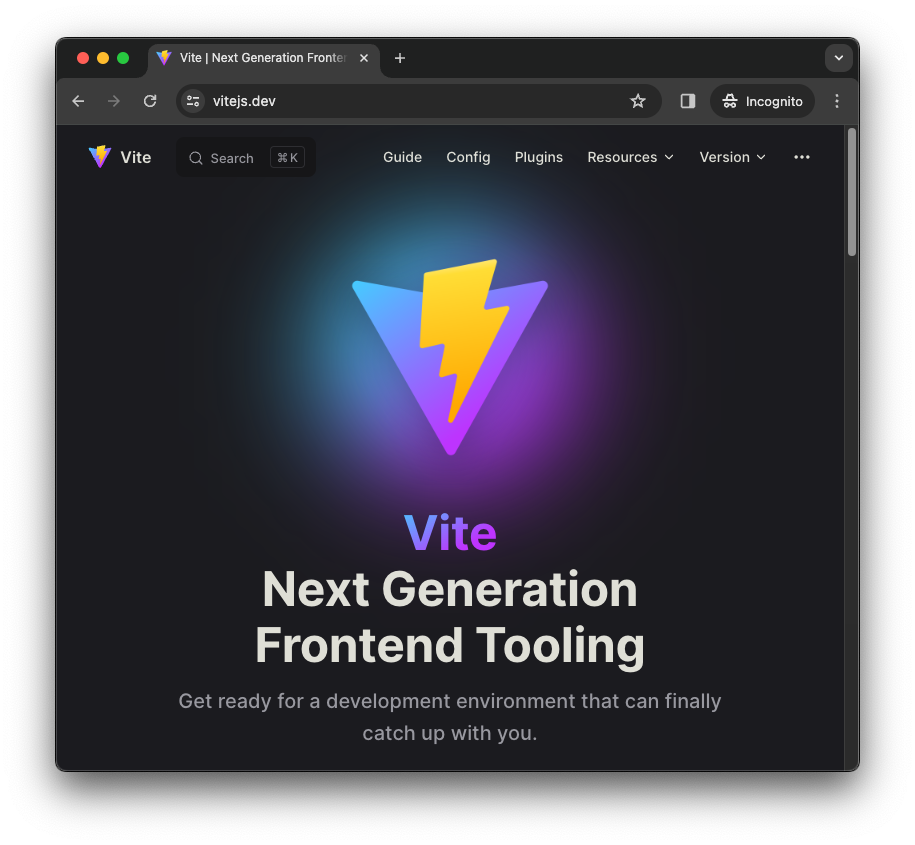 Vite | Next Generation Fronter
vitejs.dev
Incognito
Vite
Search ⌘ K
Guide Config Plugins Resources Version
Vite
Next Generation
Frontend Tooling
Get ready for a development environment that can finally
catch up with you.